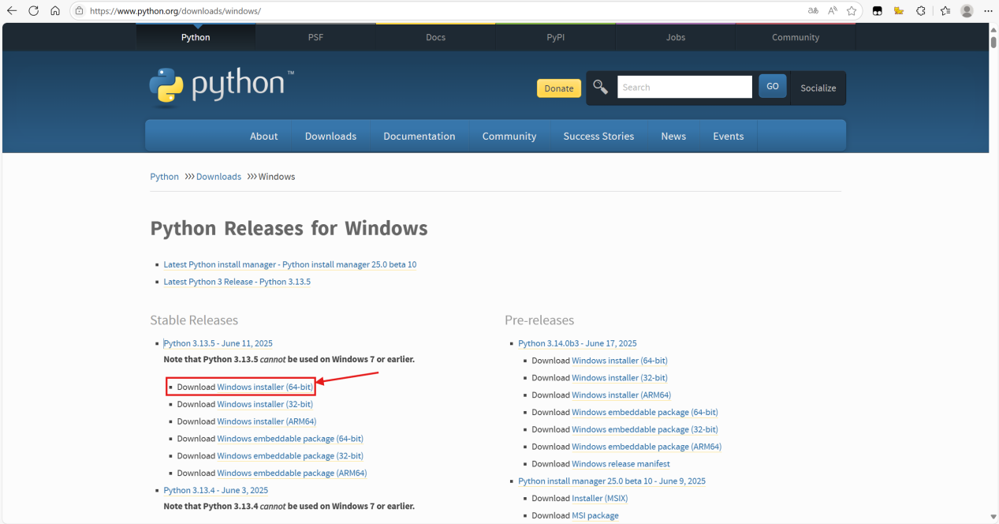 https://www.python.org/downloads/windows/
Python PSF Docs PyPI Jobs Community
python™
Donate Search GO Socialize
About Downloads Documentation Community Success Stories News Events
Python >>> Downloads >>> Windows
Python Releases for Windows
Latest Python install manager - Python install manager 25.0 beta 10
Latest Python 3 Release - Python 3.13.5
Stable Releases
Python 3.13.5 - June 11, 2025
Note that Python 3.13.5 cannot be used on Windows 7 or earlier.
Download Windows installer (64-bit)
Download Windows installer (32-bit)
Download Windows installer (ARM64)
Download Windows embeddable package (64-bit)
Download Windows embeddable package (32-bit)
Download Windows embeddable package (ARM64)
Python 3.13.4 - June 3, 2025
Note that Python 3.13.4 cannot be used on Windows 7 or earlier.
Pre-releases
Python 3.14.0b3 - June 17, 2025
Download Windows installer (64-bit)
Download Windows installer (32-bit)
Download Windows installer (ARM64)
Download Windows embeddable package (64-bit)
Download Windows embeddable package (32-bit)
Download Windows embeddable package (ARM64)
Download Windows release manifest
Python install manager 25.0 beta 10 - June 9, 2025
Download Installer (MSIX)
Download MSI package